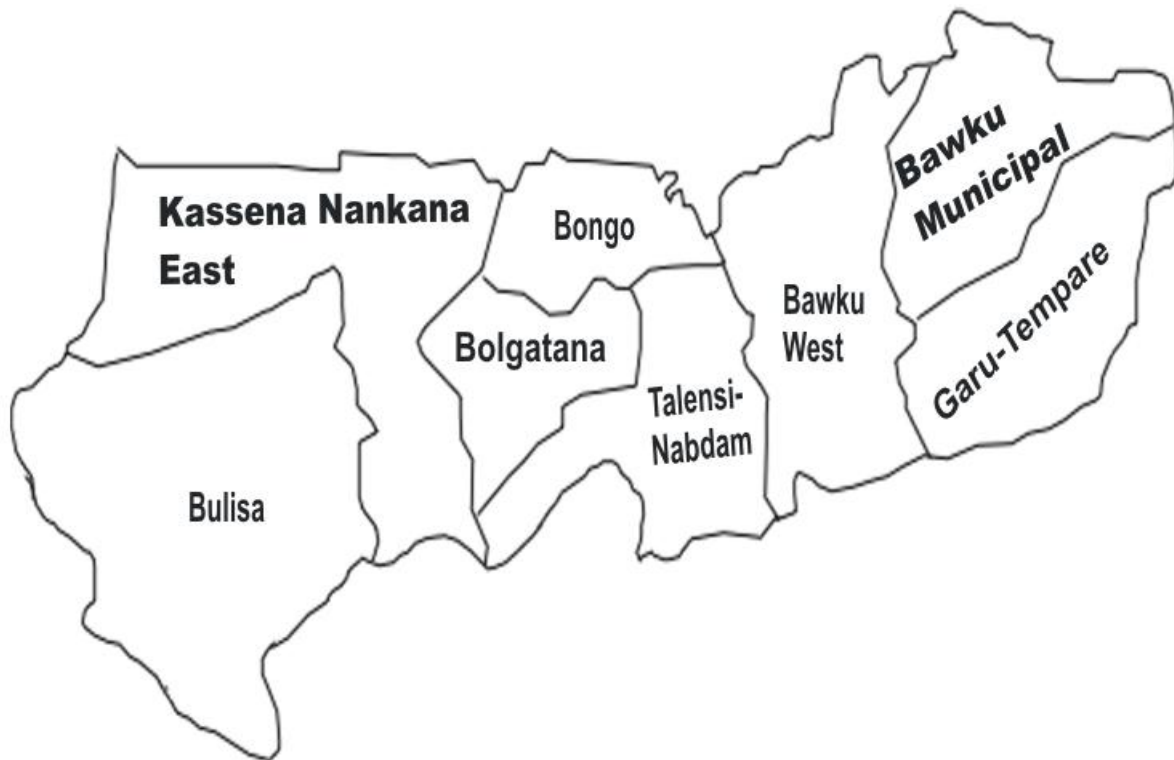 Kassena Nankana
East
Bongo
Bolgatana
Bulisa
Talensi-
Nabdam
Bawku
West
Bawku
Municipal
Garu-Tempare